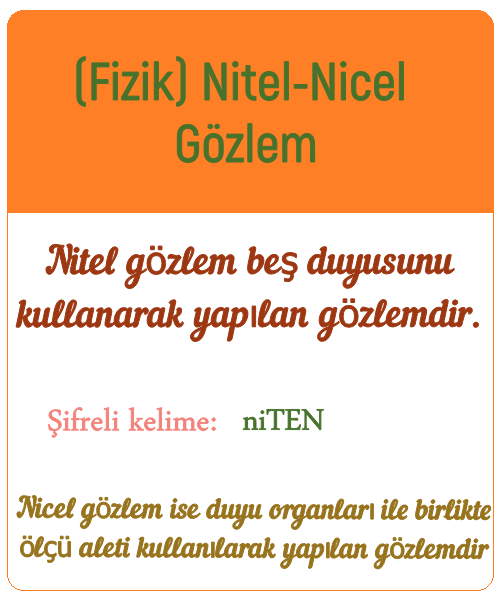 (Fizik) Nitel-Nicel
Gözlem
Nitel gözlem beş duyusunu
kullanarak yapılan gözlemdir.
Şifreli kelime: niTEN
Nicel gözlem ise duyu organları ile birlikte
ölçü aleti kullanılarak yapılan gözlemdir